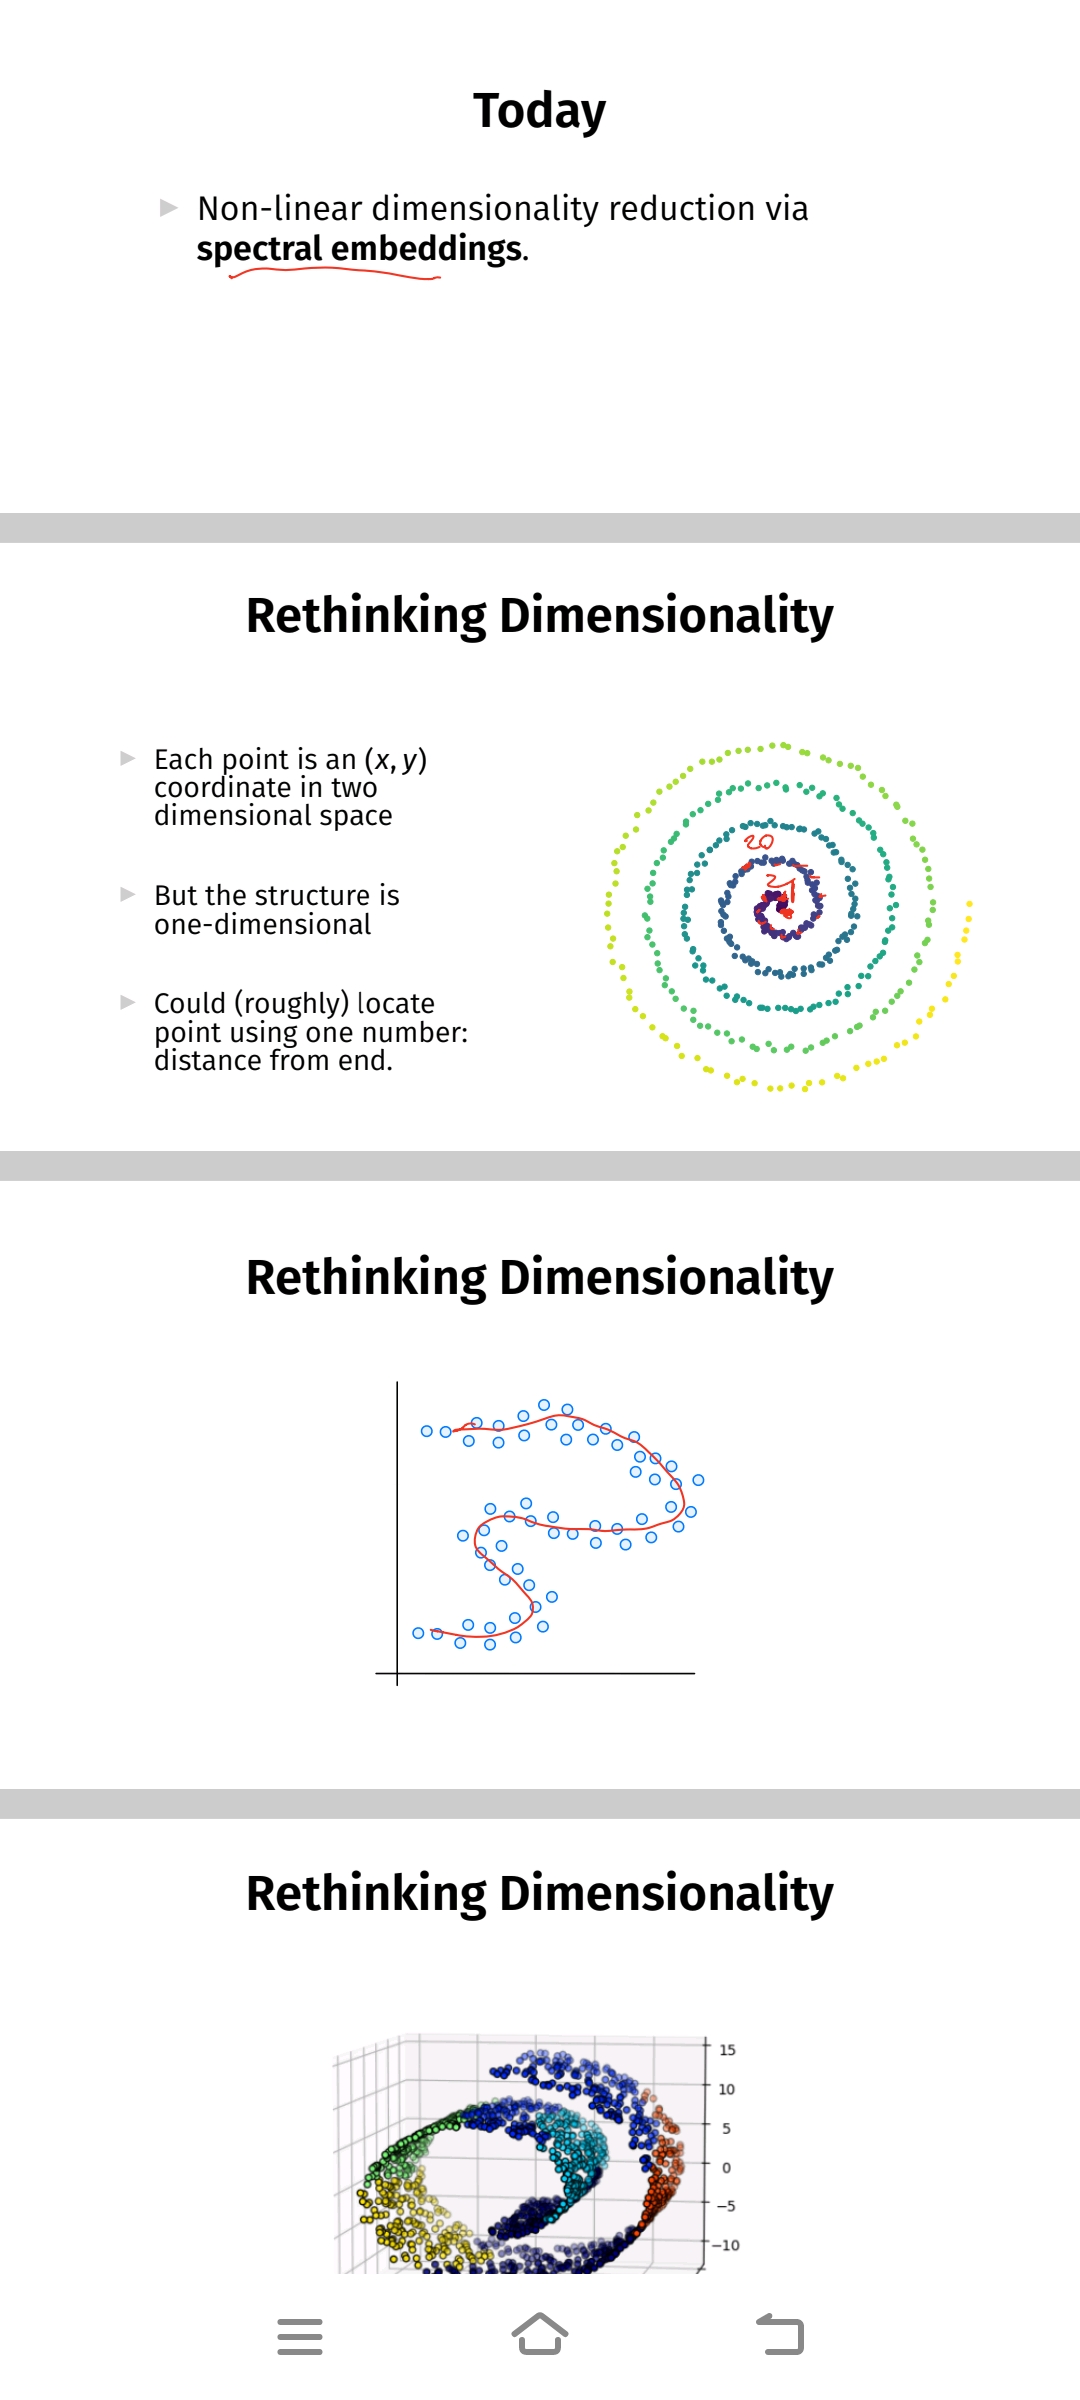 Today
Non-linear dimensionality reduction via
spectral embeddings.
Rethinking Dimensionality
Each point is an (x, y)
coordinate in two
dimensional space
But the structure is
one-dimensional
Could (roughly) locate
point using one number:
distance from end.
20
Rethinking Dimensionality
Rethinking Dimensionality
15
10
5
0
−5
−10